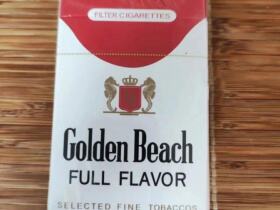 FILTER CIGARETTES
Golden Beach
FULL FLAVOR
SELECTED FINE TOBACCOS